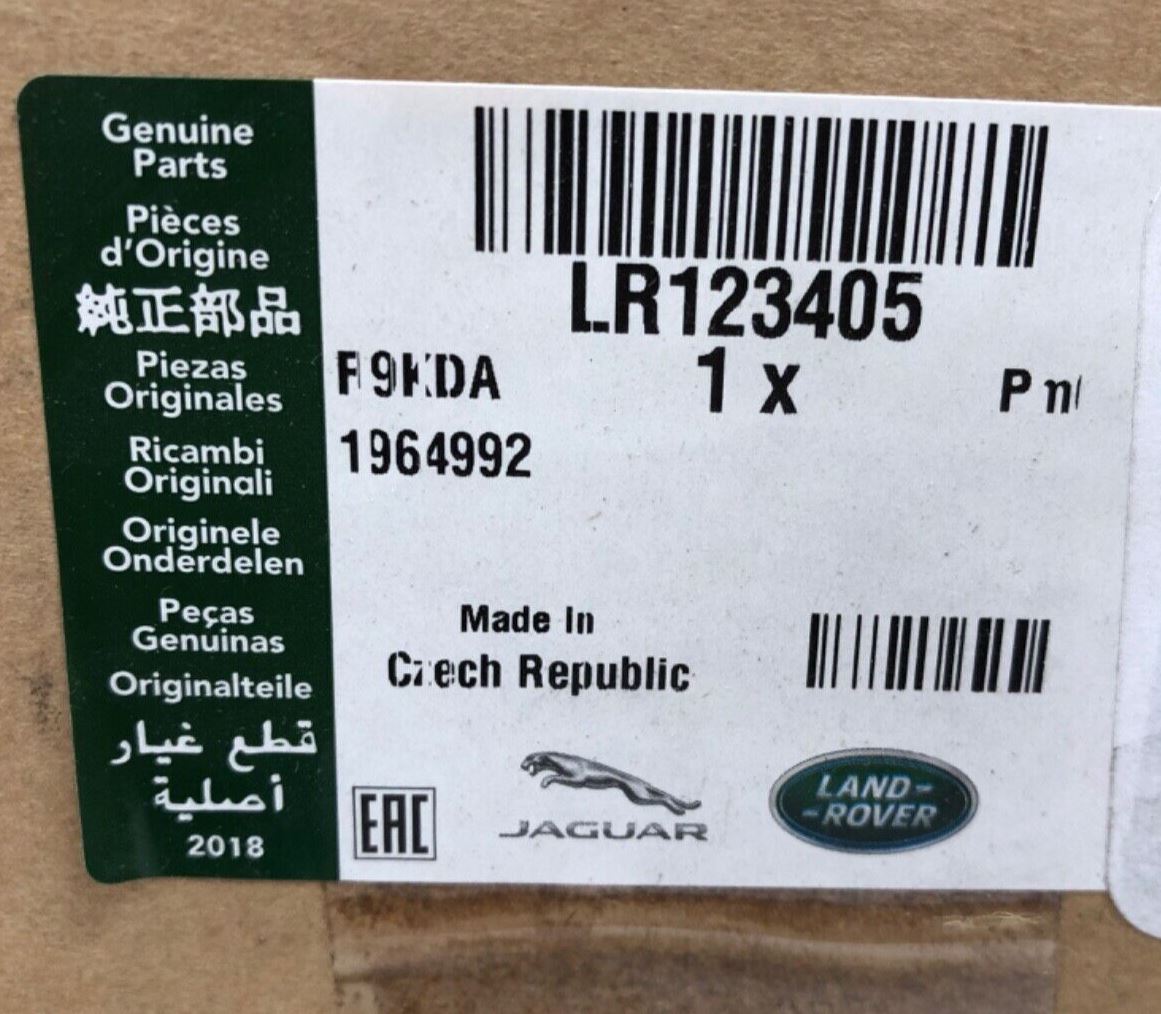 Genuine
Parts
Pièces
d'Origine
純正部品
Piezas
Originales
Ricambi
Originali
Originele
Onderdelen
Peças
Genuinas
Originalteile
قطع غيار
أصلية
2018
LR123405
1 x
1964992
Made In
Czech Republic
EAC
JAGUAR
LAND-
-ROVER